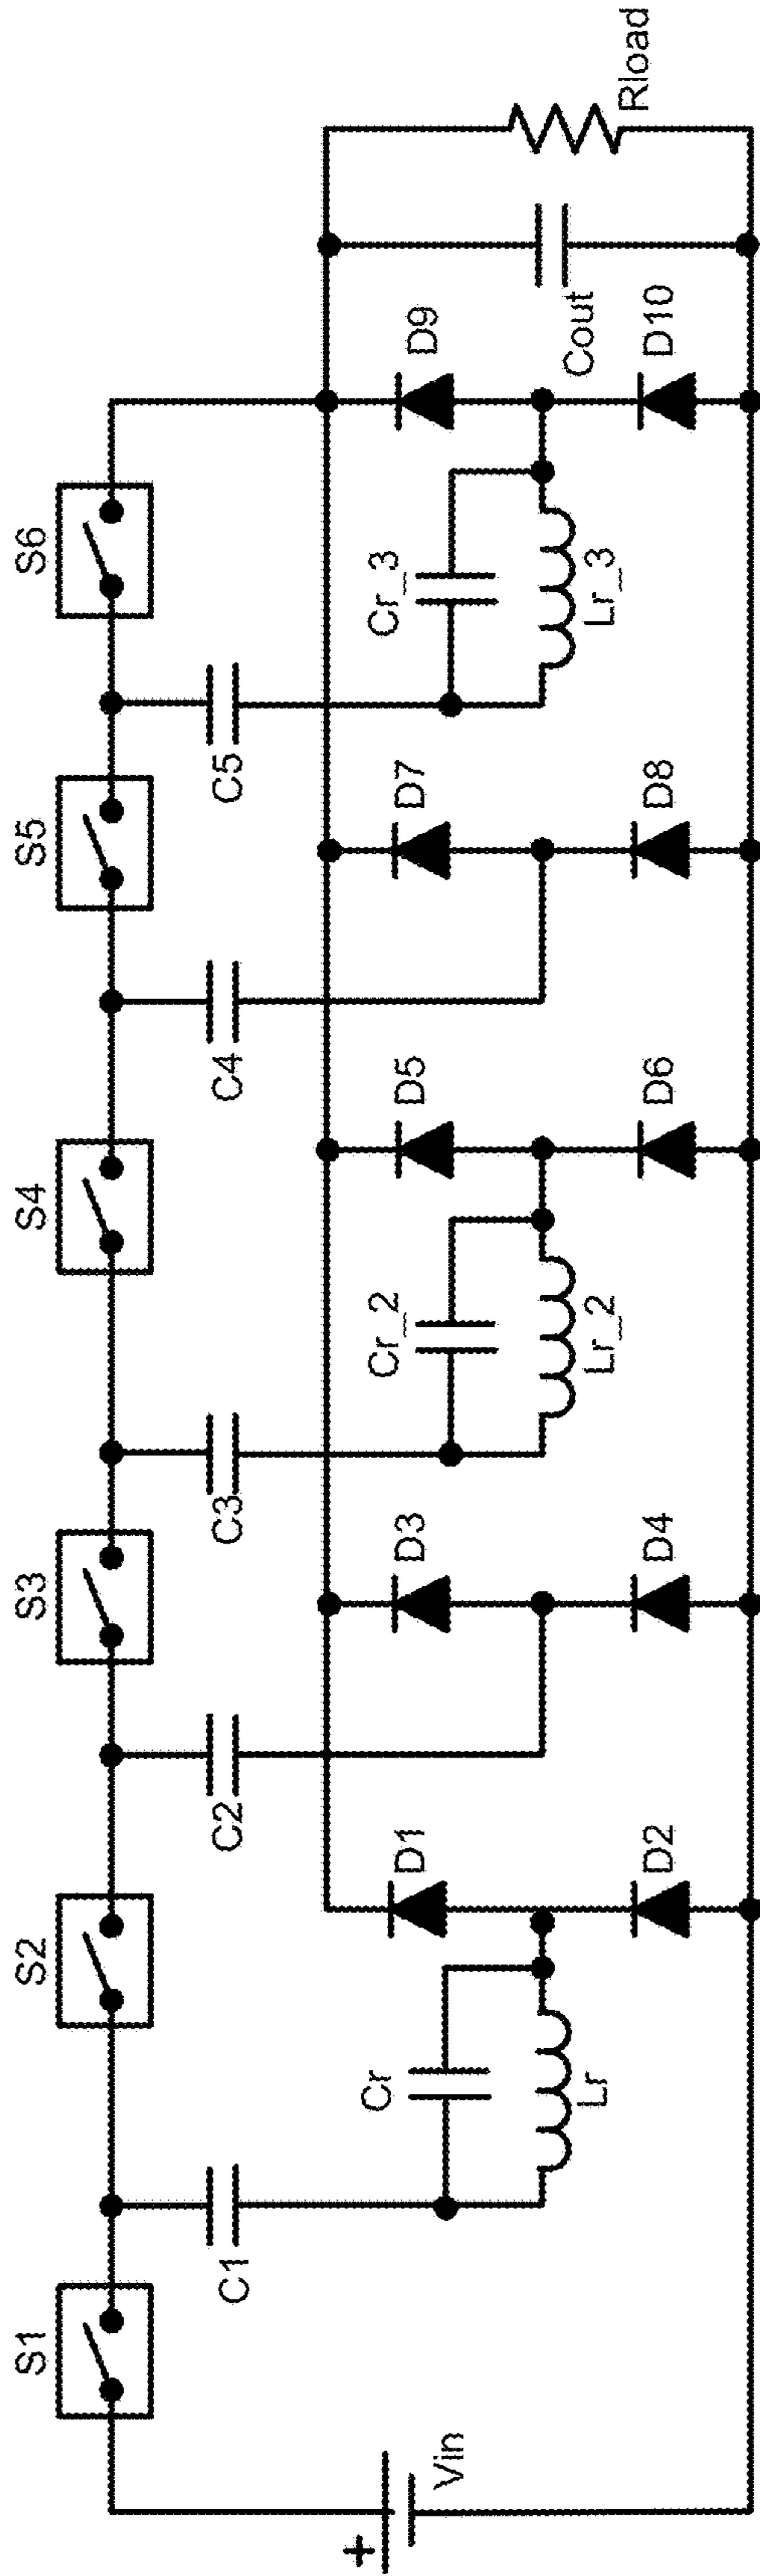 S1
S2
S3
S4
S5
S6
C1
C2
C3
C4
C5
Cr
Cr_2
Cr_3
Lr
Lr_2
Lr_3
D1
D2
D3
D4
D5
D6
D7
D8
D9
D10
+
Vin
Cout
Rload